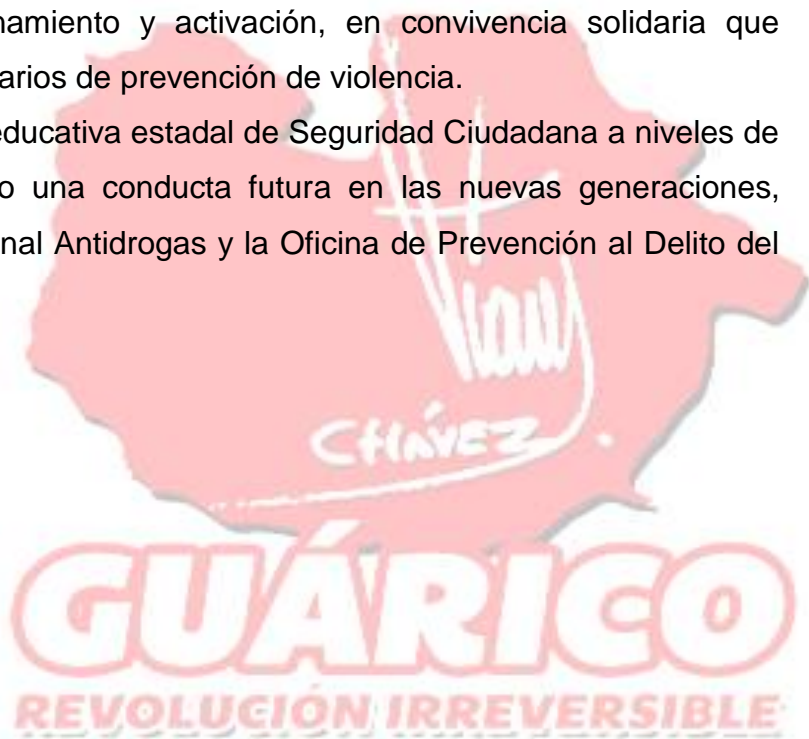 namiento y activación, en convivencia solidaria que
arios de prevención de violencia.
educativa estadal de Seguridad Ciudadana a niveles de
o una conducta futura en las nuevas generaciones,
nal Antidrogas y la Oficina de Prevención al Delito del
CHÁVEZ
GUÁRICO
REVOLUCIÓN IRREVERSIBLE